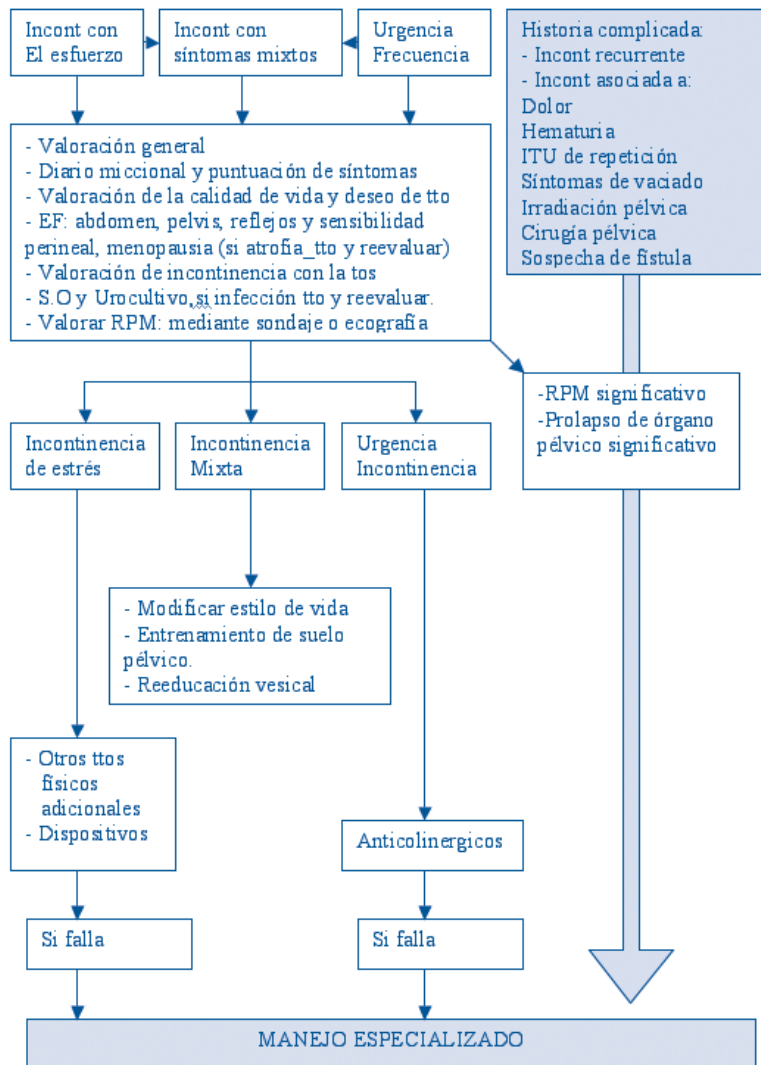 Incont con
El esfuerzo
Incont con
síntomas mixtos
Urgencia
Frecuencia
Historia complicada:
- Incont recurrente
- Incont asociada a:
Dolor
Hematuria
ITU de repetición
Síntomas de vaciado
Irradiación pélvica
Cirugía pélvica
Sospecha de fístula
- Valoración general
- Diario miccional y puntuación de síntomas
- Valoración de la calidad de vida y deseo de tto
- EF: abdomen, pelvis, reflejos y sensibilidad
perineal, menopausia (si atrofia_tto y reevaluar)
- Valoración de incontinencia con la tos
- S.O y Urocultivo,si infección tto y reevaluar.
- Valorar RPM: mediante sondaje o ecografía
-RPM significativo
-Prolapso de órgano
pélvico significativo
Incontinencia
de estrés
Incontinencia
Mixta
Urgencia
Incontinencia
- Modificar estilo de vida
- Entrenamiento de suelo
pélvico.
- Reeducación vesical
- Otros ttos
físicos
adicionales
- Dispositivos
Anticolinergicos
Si falla
Si falla
MANEJO ESPECIALIZADO